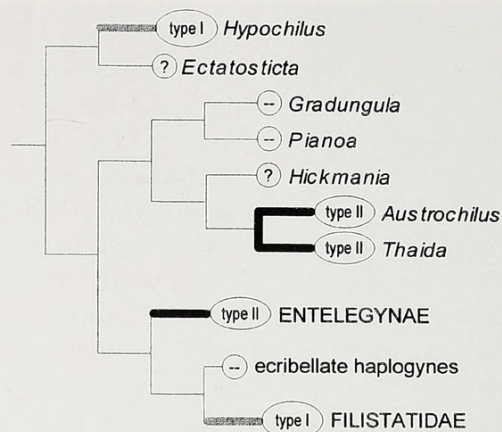 type I Hypochilus
? Ectatosticta
-- Gradungula
-- Pianoa
? Hickmania
type II Austrochilus
type II Thaida
type II ENTELEGYNAE
-- ecribellate haplogynes
type I FILISTATIDAE